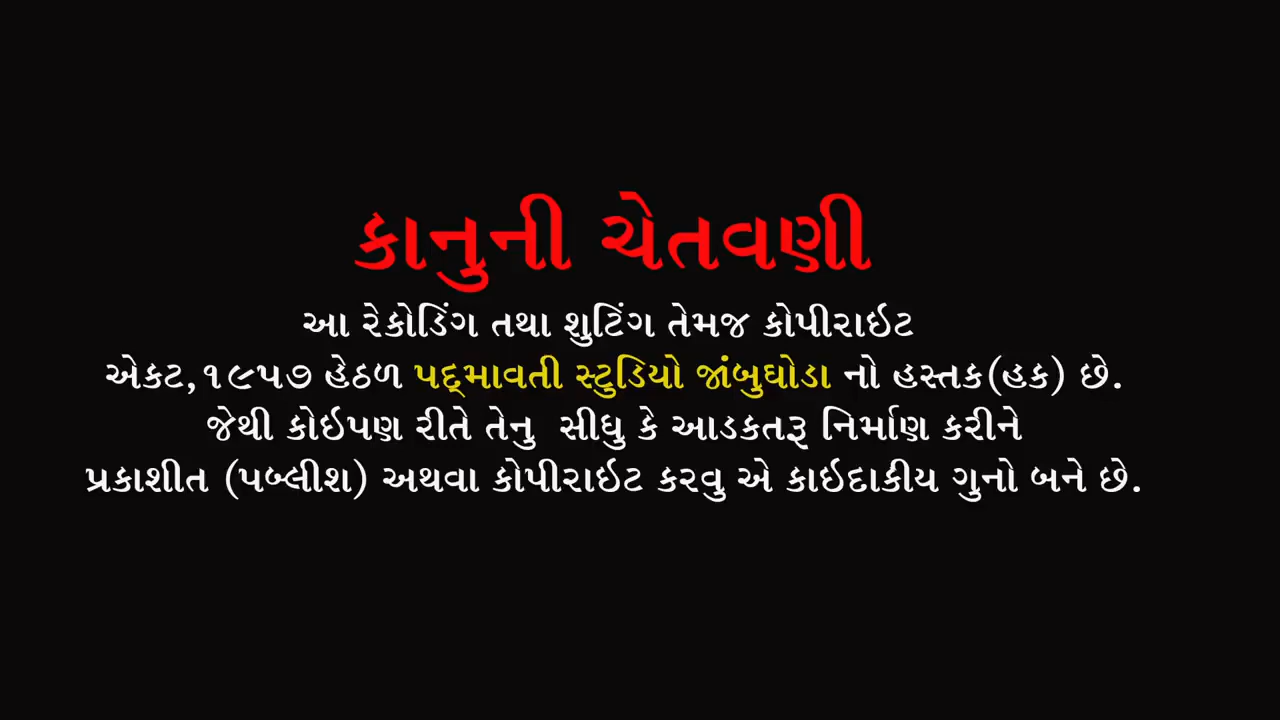 કાનુની ચેતવણી
આ રેકોડિંગ તથા શુટિંગ તેમજ કોપીરાઇટ
એકટ,૧૯૫૭ હેઠળ પદ્‌માવતી સ્ટુડિયો જાંબુઘોડા નો હસ્તક(હક) છે.
જેથી કોઇપણ રીતે તેનુ સીધુ કે આડકતરૂ નિર્માણ કરીને
પ્રકાશીત (પબ્લીશ) અથવા કોપીરાઇટ કરવુ એ કાઇદાકીય ગુનો બને છે.